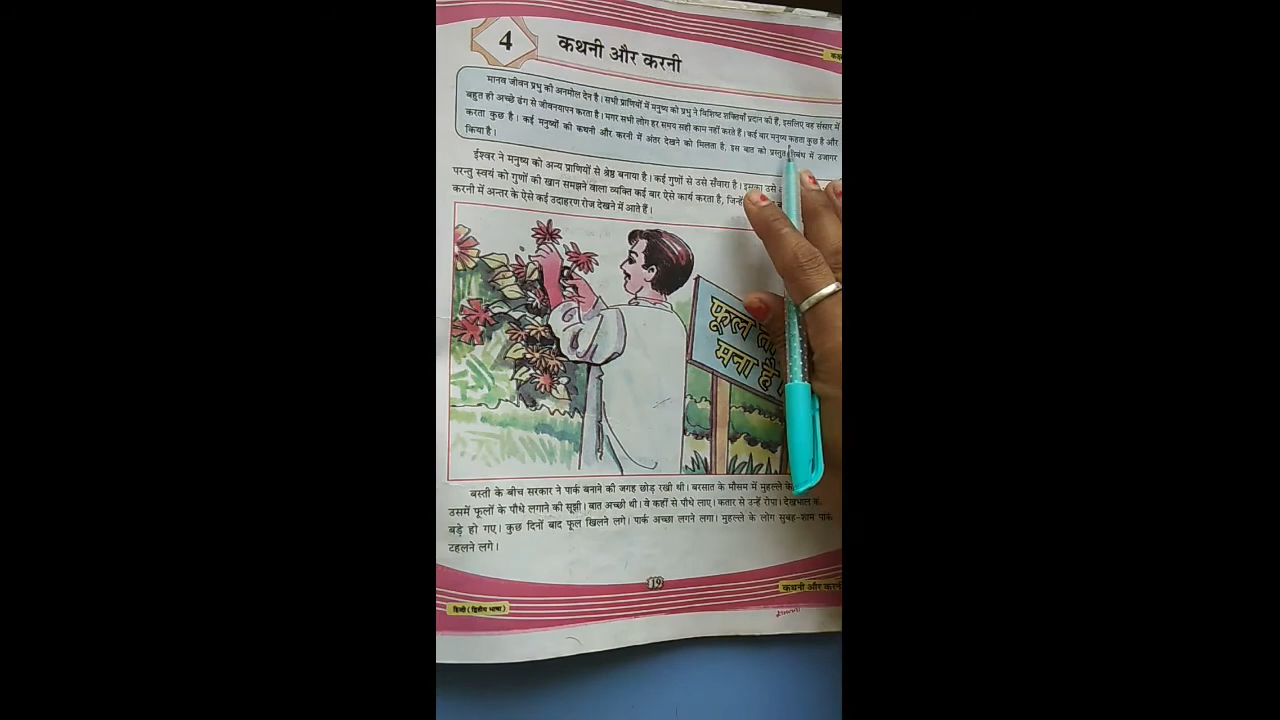 4
कथनी और करनी
मानव जीवन प्रभु की अनमोल देन है। सभी प्राणियों में मनुष्य को प्रभु ने विशिष्ट शक्तियाँ प्रदान की हैं, इसलिए वह संसार में
बहुत ही अच्छे ढंग से जीवनयापन करता है। मगर सभी लोग हर समय सही काम नहीं करते हैं। कई बार मनुष्य कहता कुछ है और
करता कुछ है। कई मनुष्यों की कथनी और करनी में अंतर देखने को मिलता है, इस बात को प्रस्तुत निबंध में उजागर
किया है।
ईश्वर ने मनुष्य को अन्य प्राणियों से श्रेष्ठ बनाया है। कई गुणों से उसे सँवारा है। इसका उसे
परन्तु स्वयं को गुणों की खान समझने वाला व्यक्ति कई बार ऐसे कार्य करता है, जिन्हें
करनी में अन्तर के ऐसे कई उदाहरण रोज देखने में आते हैं।
फूल
मना है
बस्ती के बीच सरकार ने पार्क बनाने की जगह छोड़ रखी थी। बरसात के मौसम में मुहल्ले के
उसमें फूलों के पौधे लगाने की सूझी। बात अच्छी थी। वे कहीं से पौधे लाए। कतार से उन्हें रोपा। देखभाल
बड़े हो गए। कुछ दिनों बाद फूल खिलने लगे। पार्क अच्छा लगने लगा। मुहल्ले के लोग सुबह-शाम पार्क
टहलने लगे।
19
कथनी और करनी
हिन्दी (द्वितीय भाषा)